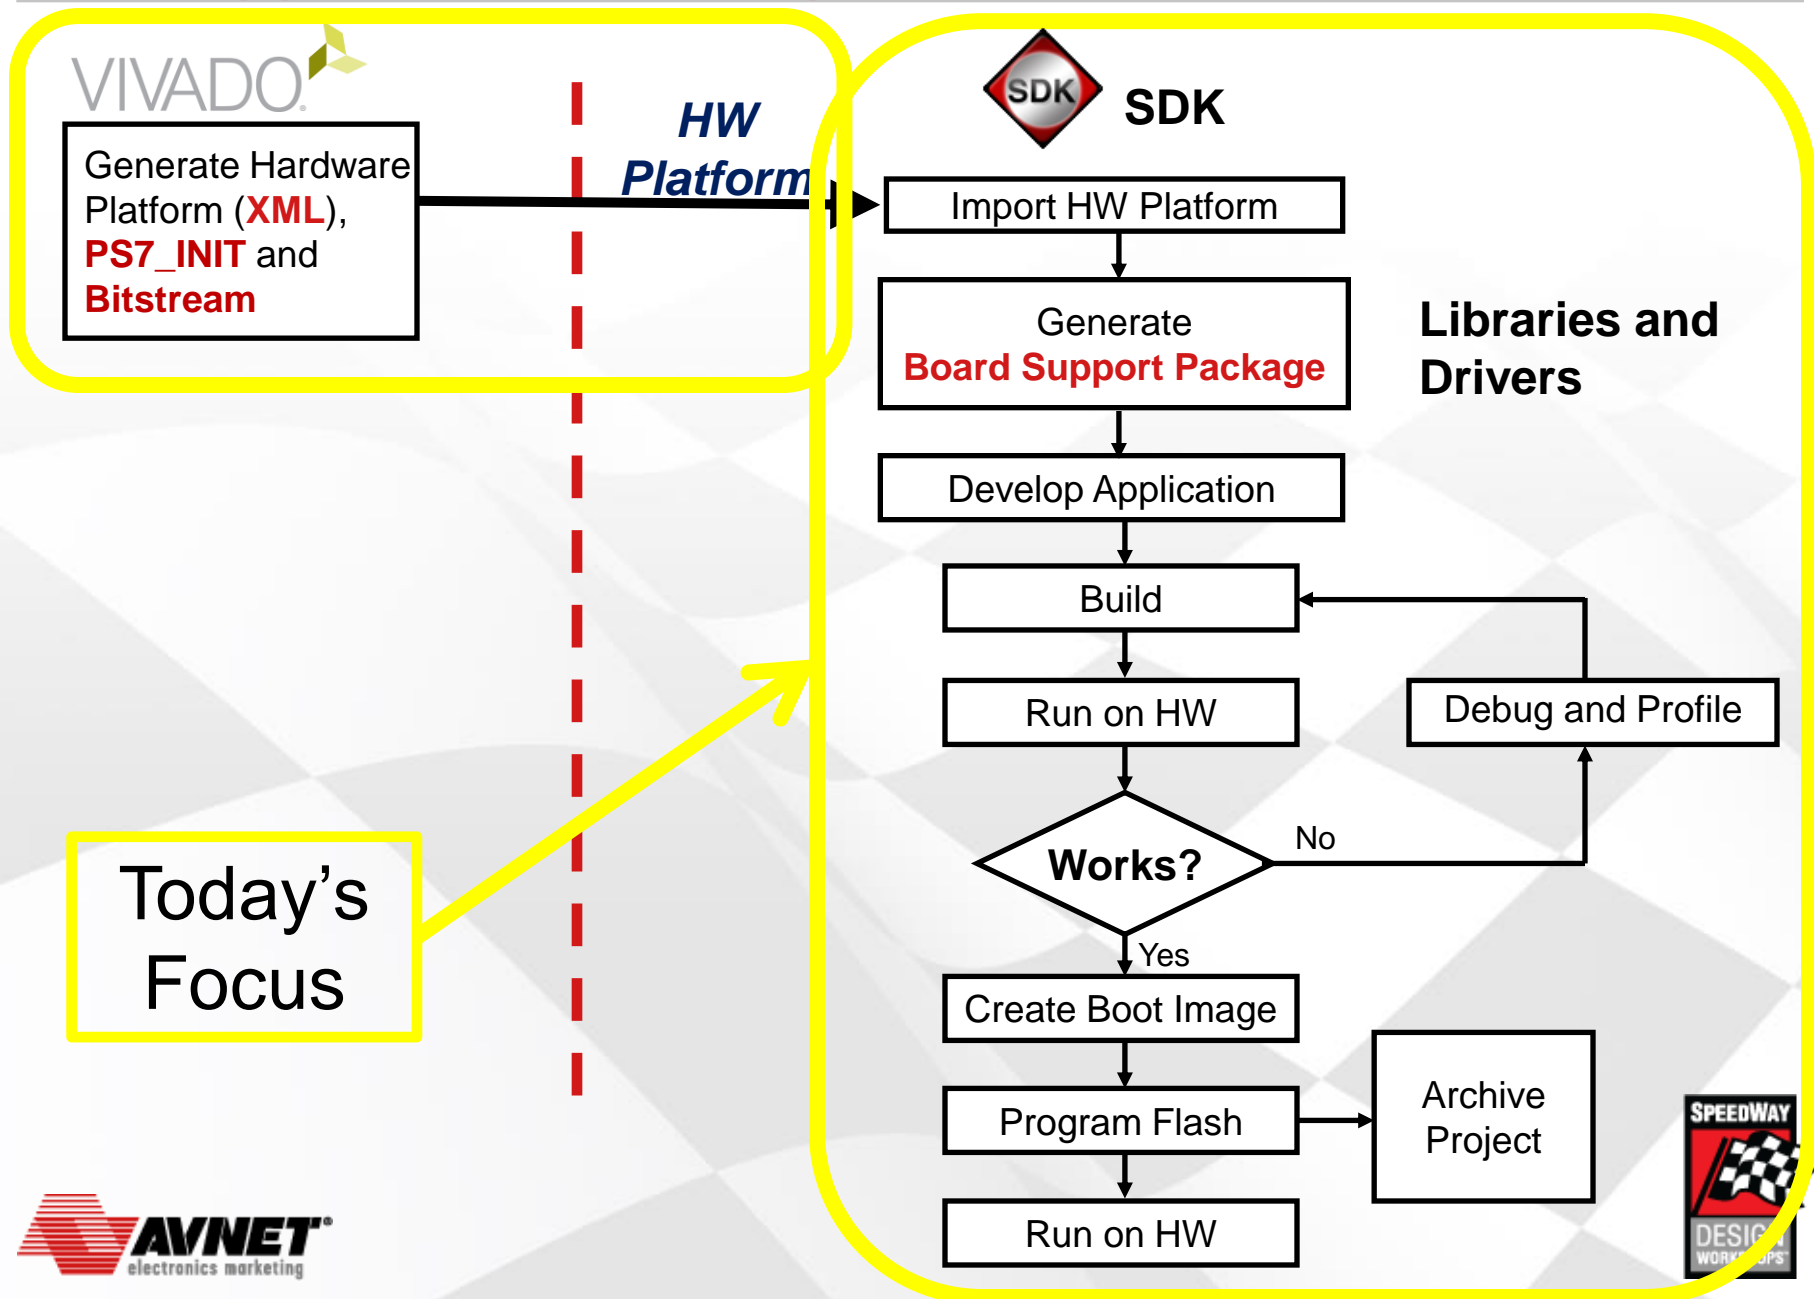 VIVADO.
Generate Hardware
Platform (XML),
PS7_INIT and
Bitstream
HW
Platform
SDK
SDK
Import HW Platform
Generate
Board Support Package
Libraries and
Drivers
Develop Application
Build
Run on HW
Debug and Profile
Works?
No
Yes
Today's
Focus
Create Boot Image
Program Flash
Archive
Project
Run on HW
AVNET
electronics marketing
SPEEDWAY
DESIGN
WORKSHOPS